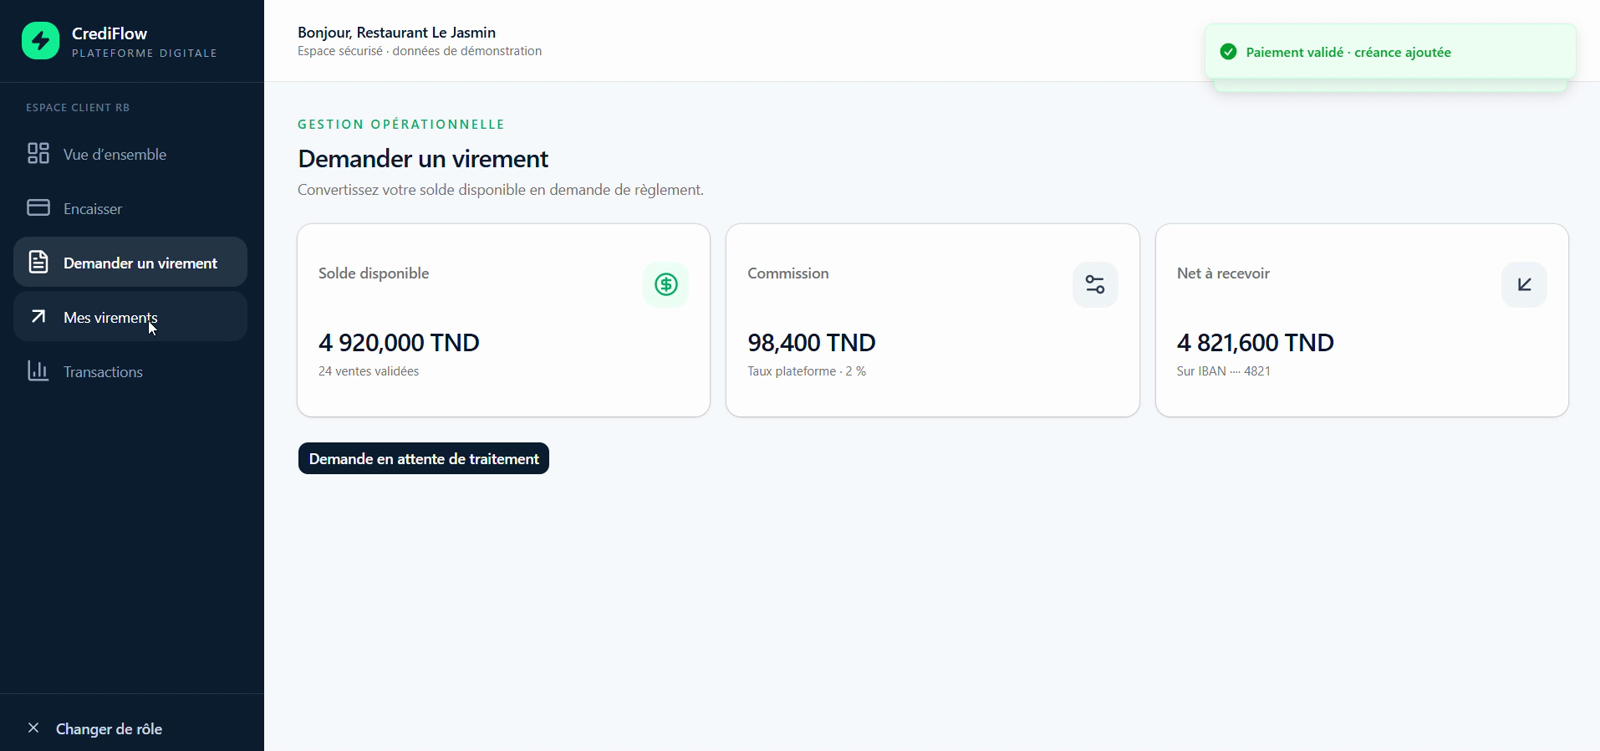 CrediFlow
PLATEFORME DIGITALE
ESPACE CLIENT RB
Vue d'ensemble
Encaisser
Demander un virement
Mes virements
Transactions
Changer de rôle
Bonjour, Restaurant Le Jasmin
Espace sécurisé · données de démonstration
Paiement validé · créance ajoutée
GESTION OPÉRATIONNELLE
Demander un virement
Convertissez votre solde disponible en demande de règlement.
Solde disponible
4 920,000 TND
24 ventes validées
Commission
98,400 TND
Taux plateforme · 2 %
Net à recevoir
4 821,600 TND
Sur IBAN ···· 4821
Demande en attente de traitement